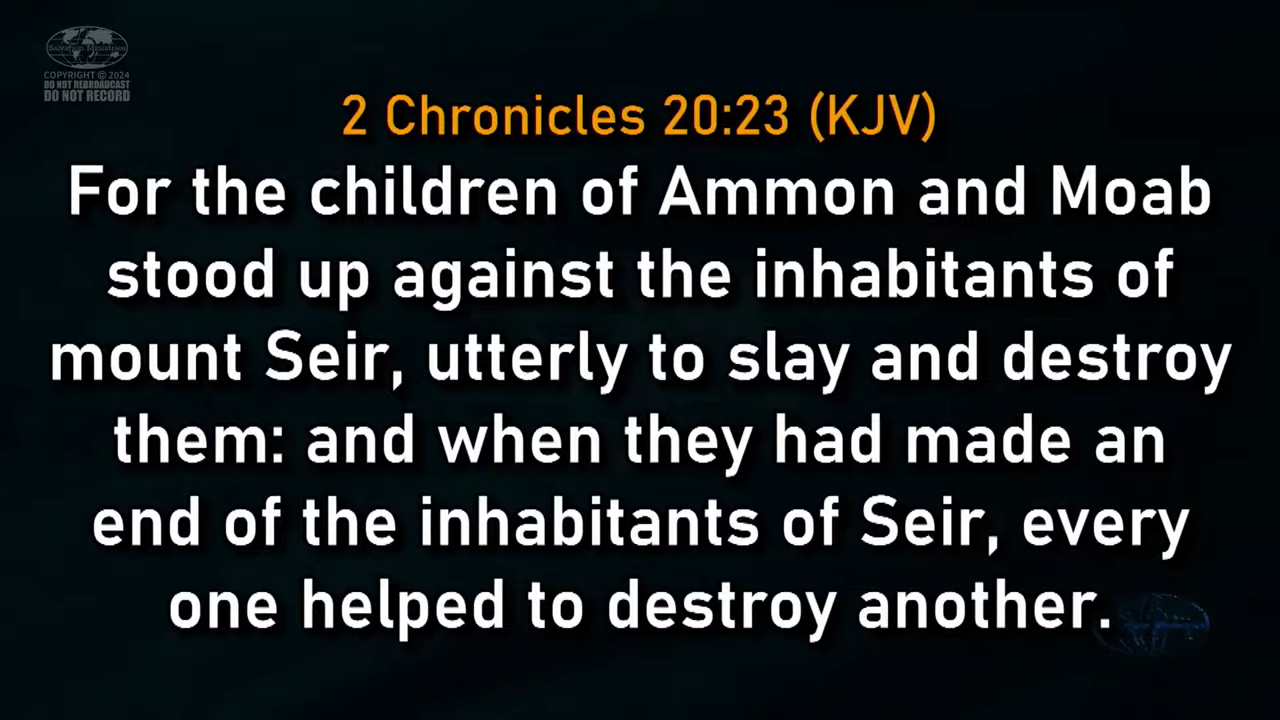 Salvation Ministries
COPYRIGHT © 2024
DO NOT REBROADCAST
DO NOT RECORD
2 Chronicles 20:23 (KJV)
For the children of Ammon and Moab
stood up against the inhabitants of
mount Seir, utterly to slay and destroy
them: and when they had made an
end of the inhabitants of Seir, every
one helped to destroy another.